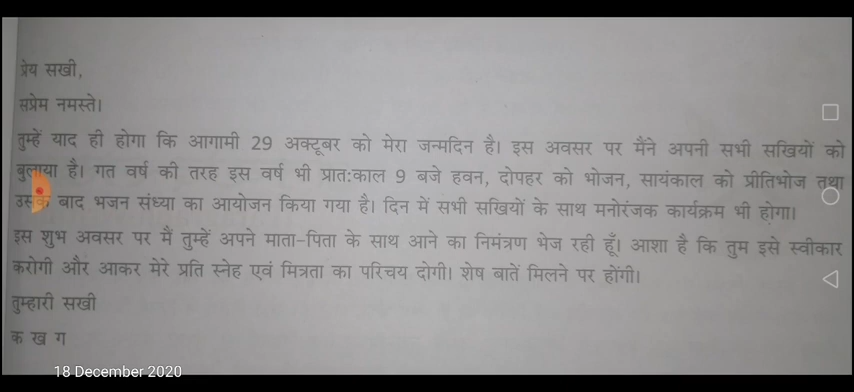 प्रेय सखी,
सप्रेम नमस्ते।
तुम्हें याद ही होगा कि आगामी 29 अक्टूबर को मेरा जन्मदिन है। इस अवसर पर मैंने अपनी सभी सखियों को
बुलाया है। गत वर्ष की तरह इस वर्ष भी प्रात:काल 9 बजे हवन, दोपहर को भोजन, सायंकाल को प्रीतिभोज तथा
उसके बाद भजन संध्या का आयोजन किया गया है। दिन में सभी सखियों के साथ मनोरंजक कार्यक्रम भी होगा।
इस शुभ अवसर पर मैं तुम्हें अपने माता-पिता के साथ आने का निमंत्रण भेज रही हूँ। आशा है कि तुम इसे स्वीकार
करोगी और आकर मेरे प्रति स्नेह एवं मित्रता का परिचय दोगी। शेष बातें मिलने पर होंगी।
तुम्हारी सखी
क ख ग
18 December 2020